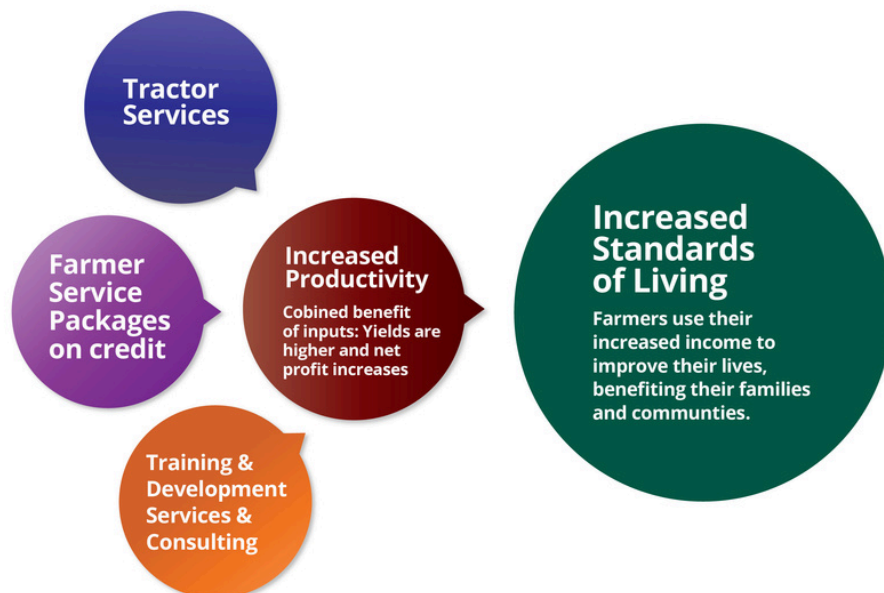 Tractor
Services
Farmer
Service
Packages
on credit
Increased
Productivity
Cobined benefit
of inputs: Yields are
higher and net
profit increases
Training &
Development
Services &
Consulting
Increased
Standards
of Living
Farmers use their
increased income to
improve their lives,
benefiting their families
and communties.